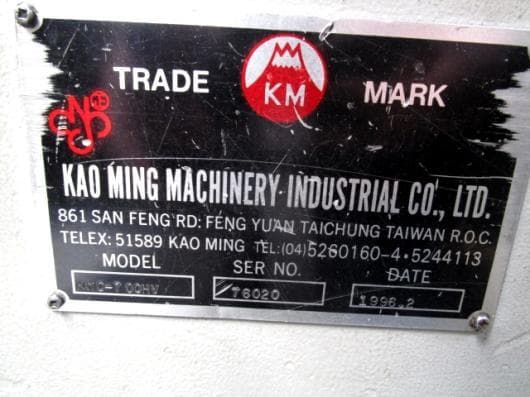 TRADE KM MARK
KAO MING MACHINERY INDUSTRIAL CO., LTD.
861 SAN FENG RD: FENG YUAN TAICHUNG TAIWAN R.O.C.
TELEX: 51589 KAO MING TEL:(04)5260160-4·5244113
MODEL SER NO. DATE
76020 1996.2